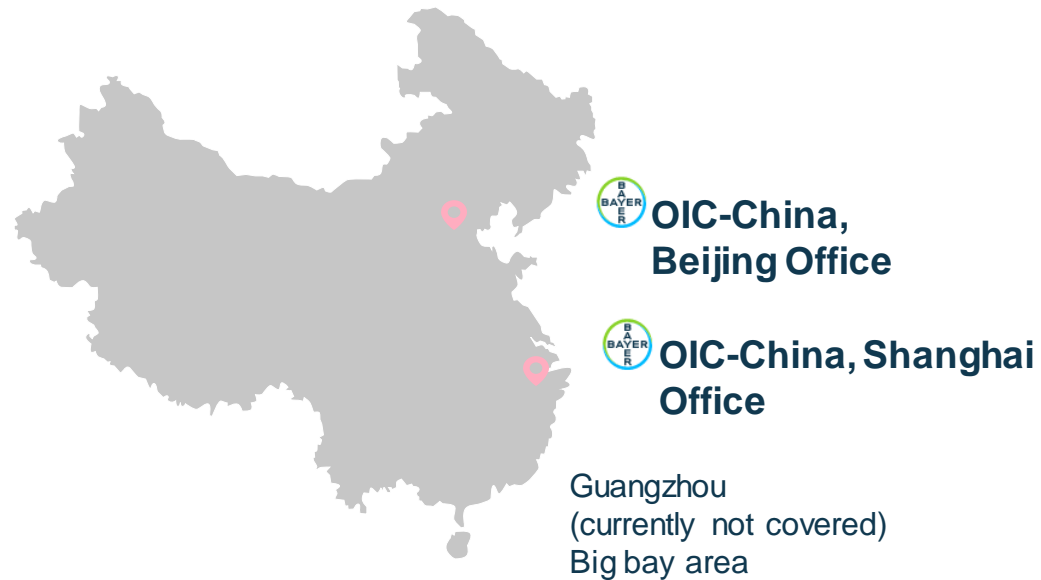 BAYER
BAYER
OIC-China,
Beijing Office
BAYER
BAYER
OIC-China, Shanghai
Office
Guangzhou
(currently not covered)
Big bay area